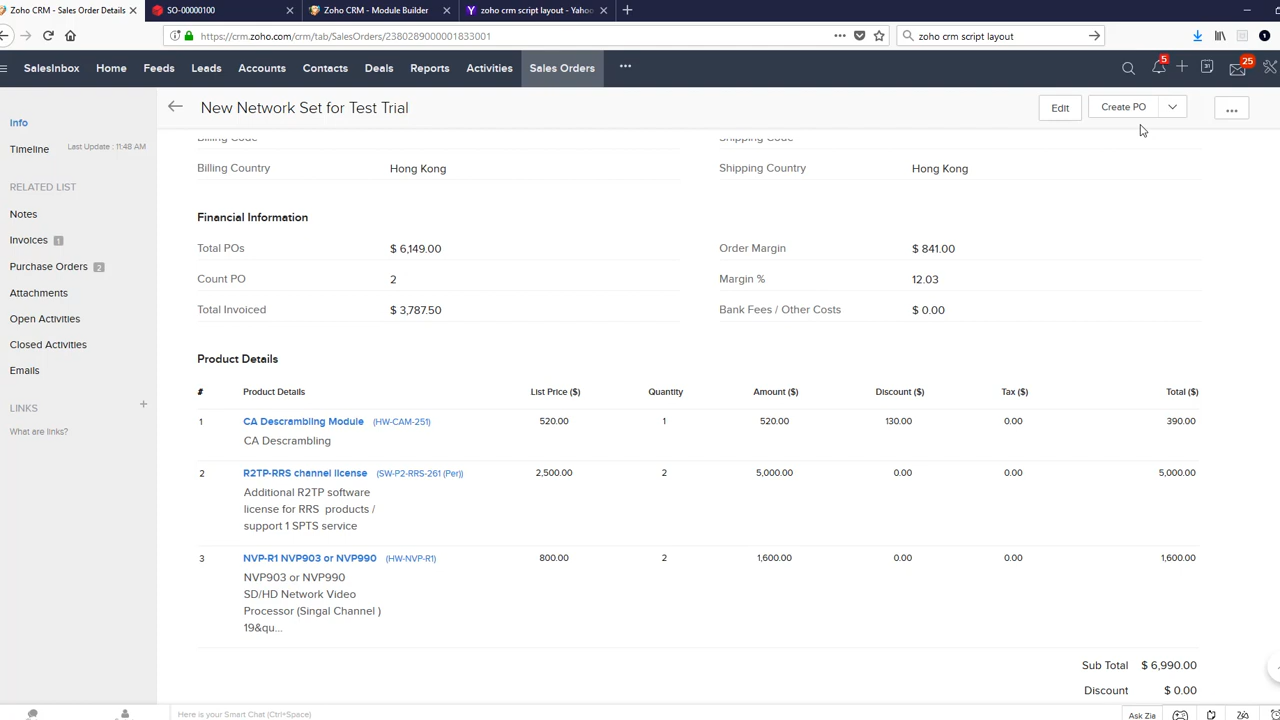 Zoho CRM - Sales Order Details
SO-00000100
Zoho CRM - Module Builder
zoho crm script layout - Yahoo
https://crm.zoho.com/crm/tab/SalesOrders/2380289000001833001
zoho crm script layout
SalesInbox Home Feeds Leads Accounts Contacts Deals Reports Activities Sales Orders
5
31
25
New Network Set for Test Trial
Edit
Create PO
Info
Timeline
Last Update : 11:48 AM
RELATED LIST
Notes
Invoices 1
Purchase Orders 2
Attachments
Open Activities
Closed Activities
Emails
LINKS
What are links?
Billing Code
Shipping Code
Billing Country Hong Kong
Shipping Country Hong Kong
Financial Information
Total POs $ 6,149.00
Order Margin $ 841.00
Count PO 2
Margin % 12.03
Total Invoiced $ 3,787.50
Bank Fees / Other Costs $ 0.00
Product Details
# Product Details List Price ($) Quantity Amount ($) Discount ($) Tax ($) Total ($)
1 CA Descrambling Module (HW-CAM-251) 520.00 1 520.00 130.00 0.00 390.00
CA Descrambling
2 R2TP-RRS channel license (SW-P2-RRS-261 (Per)) 2,500.00 2 5,000.00 0.00 0.00 5,000.00
Additional R2TP software
license for RRS products /
support 1 SPTS service
3 NVP-R1 NVP903 or NVP990 (HW-NVP-R1) 800.00 2 1,600.00 0.00 0.00 1,600.00
NVP903 or NVP990
SD/HD Network Video
Processor (Singal Channel )
19&qu...
Sub Total $ 6,990.00
Discount $ 0.00
Here is your Smart Chat (Ctrl+Space)
Ask Zia